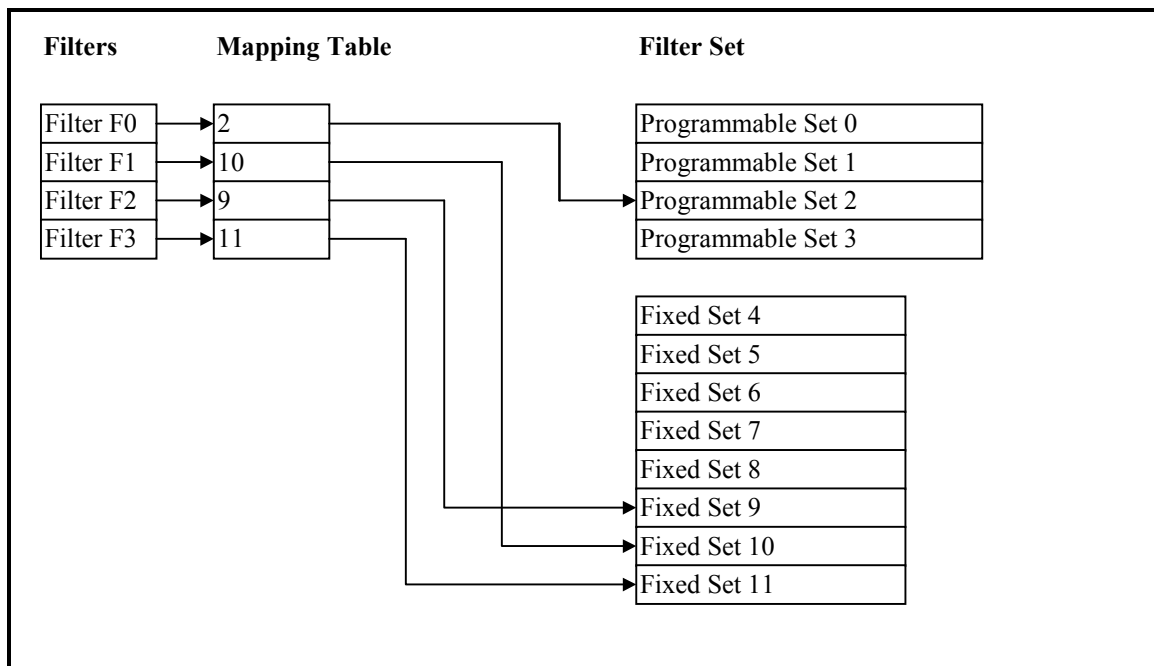 Filters Mapping Table Filter Set
Filter F0 2 Programmable Set 0
Filter F1 10 Programmable Set 1
Filter F2 9 Programmable Set 2
Filter F3 11 Programmable Set 3
Fixed Set 4
Fixed Set 5
Fixed Set 6
Fixed Set 7
Fixed Set 8
Fixed Set 9
Fixed Set 10
Fixed Set 11